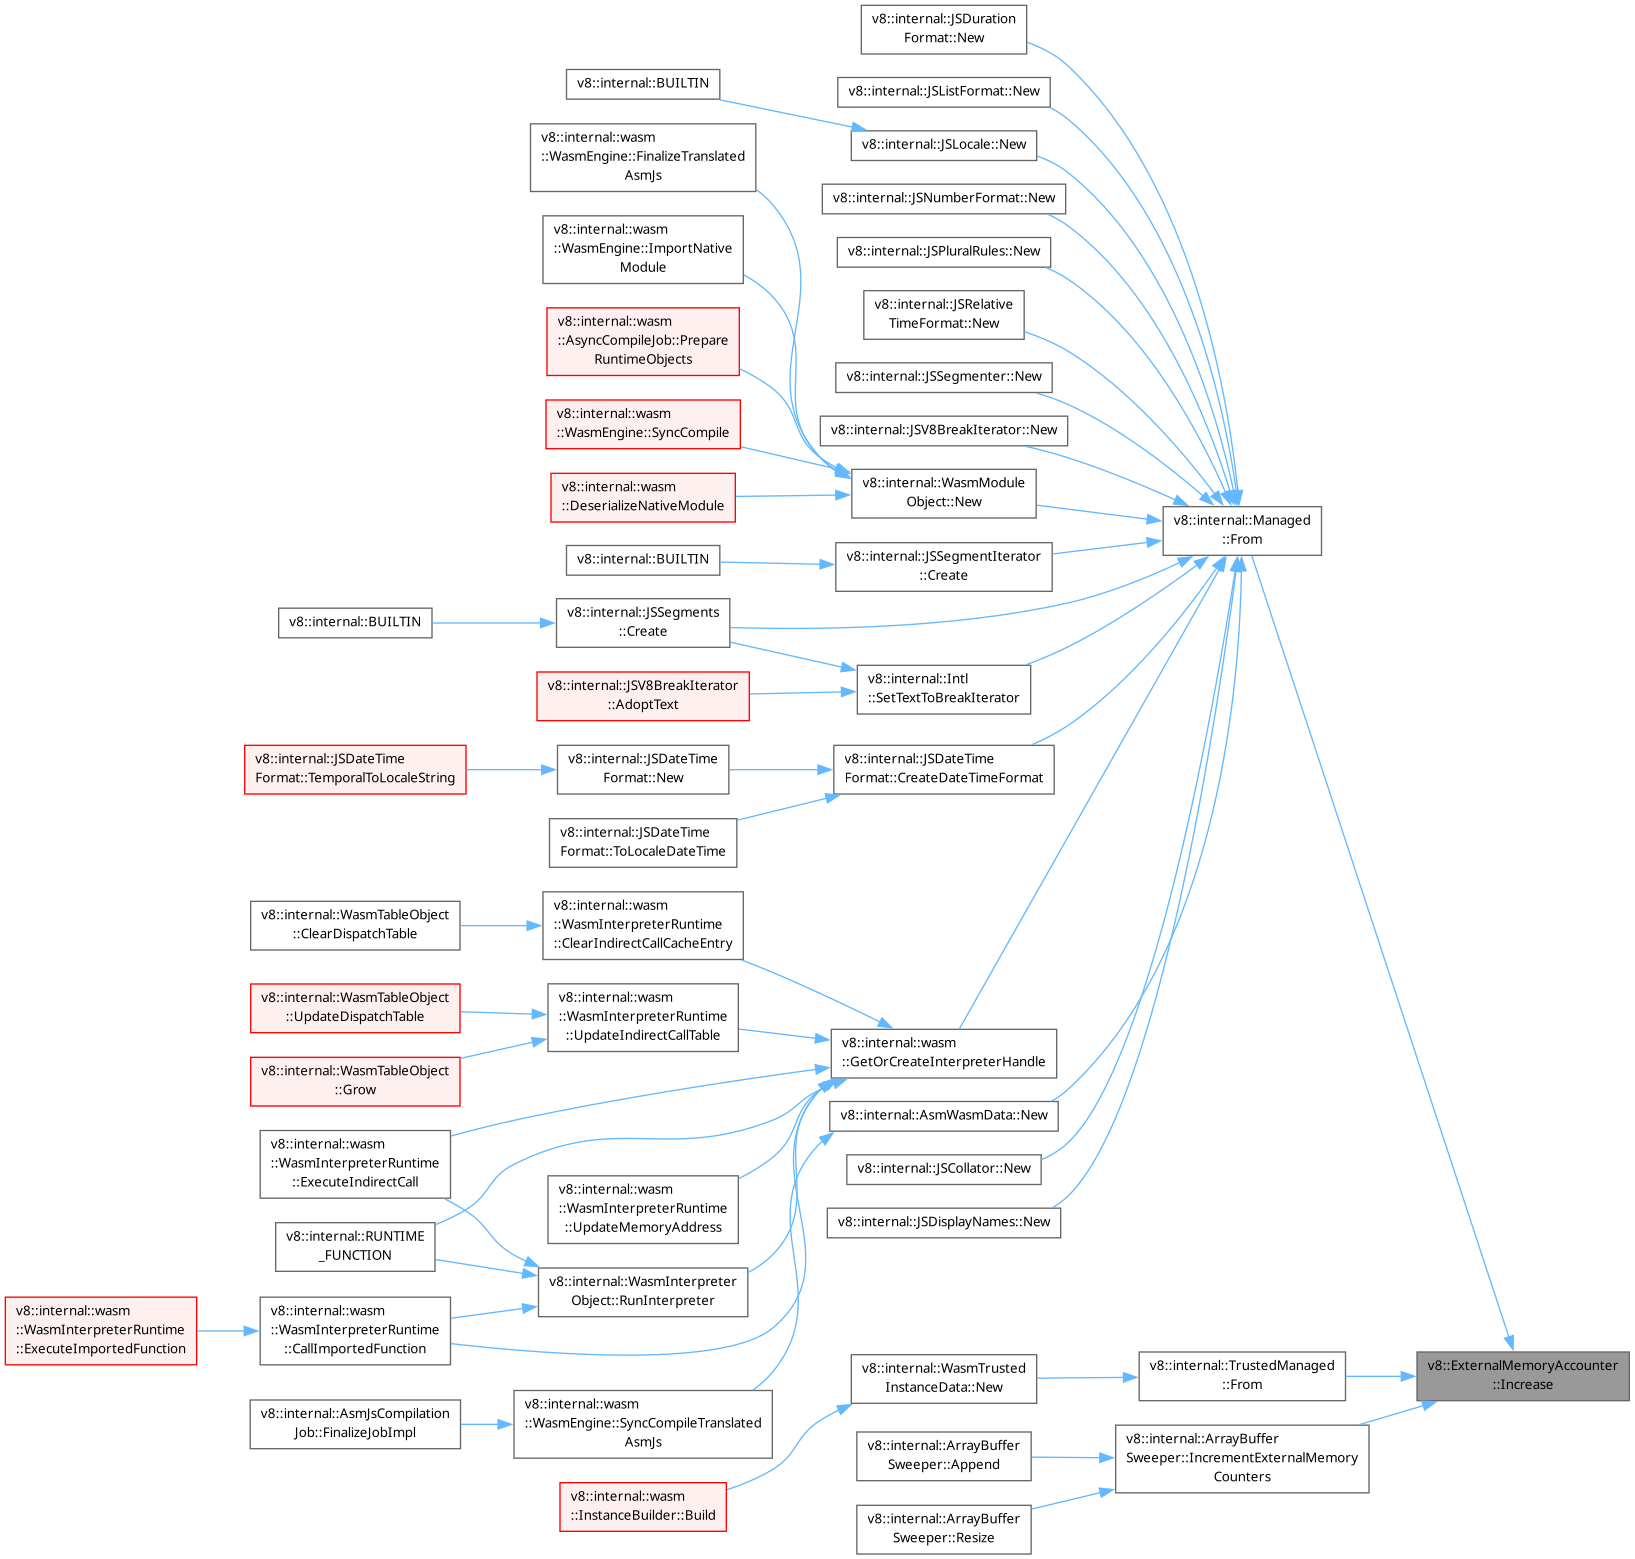 v8::internal::JSDuration
Format::New
v8::internal::BUILTIN
v8::internal::JSListFormat::New
v8::internal::wasm
::WasmEngine::FinalizeTranslated
AsmJs
v8::internal::JSLocale::New
v8::internal::JSNumberFormat::New
v8::internal::wasm
::WasmEngine::ImportNative
Module
v8::internal::JSPluralRules::New
v8::internal::JSRelative
TimeFormat::New
v8::internal::wasm
::AsyncCompileJob::Prepare
RuntimeObjects
v8::internal::JSSegmenter::New
v8::internal::wasm
::WasmEngine::SyncCompile
v8::internal::JSV8BreakIterator::New
v8::internal::wasm
::DeserializeNativeModule
v8::internal::WasmModule
Object::New
v8::internal::Managed
::From
v8::internal::BUILTIN
v8::internal::JSSegmentIterator
::Create
v8::internal::BUILTIN
v8::internal::JSSegments
::Create
v8::internal::JSV8BreakIterator
::AdoptText
v8::internal::Intl
::SetTextToBreakIterator
v8::internal::JSDateTime
Format::TemporalToLocaleString
v8::internal::JSDateTime
Format::New
v8::internal::JSDateTime
Format::CreateDateTimeFormat
v8::internal::JSDateTime
Format::ToLocaleDateTime
v8::internal::WasmTableObject
::ClearDispatchTable
v8::internal::wasm
::WasmInterpreterRuntime
::ClearIndirectCallCacheEntry
v8::internal::WasmTableObject
::UpdateDispatchTable
v8::internal::wasm
::WasmInterpreterRuntime
::UpdateIndirectCallTable
v8::internal::wasm
::GetOrCreateInterpreterHandle
v8::internal::WasmTableObject
::Grow
v8::internal::AsmWasmData::New
v8::internal::wasm
::WasmInterpreterRuntime
::ExecuteIndirectCall
v8::internal::JSCollator::New
v8::internal::wasm
::WasmInterpreterRuntime
::UpdateMemoryAddress
v8::internal::JSDisplayNames::New
v8::internal::RUNTIME
_FUNCTION
v8::internal::WasmInterpreter
Object::RunInterpreter
v8::internal::wasm
::WasmInterpreterRuntime
::ExecuteImportedFunction
v8::internal::wasm
::WasmInterpreterRuntime
::CallImportedFunction
v8::internal::WasmTrusted
InstanceData::New
v8::internal::TrustedManaged
::From
v8::ExternalMemoryAccounter
::Increase
v8::internal::AsmJsCompilation
Job::FinalizeJobImpl
v8::internal::wasm
::WasmEngine::SyncCompileTranslated
AsmJs
v8::internal::ArrayBuffer
Sweeper::Append
v8::internal::ArrayBuffer
Sweeper::IncrementExternalMemory
Counters
v8::internal::wasm
::InstanceBuilder::Build
v8::internal::ArrayBuffer
Sweeper::Resize